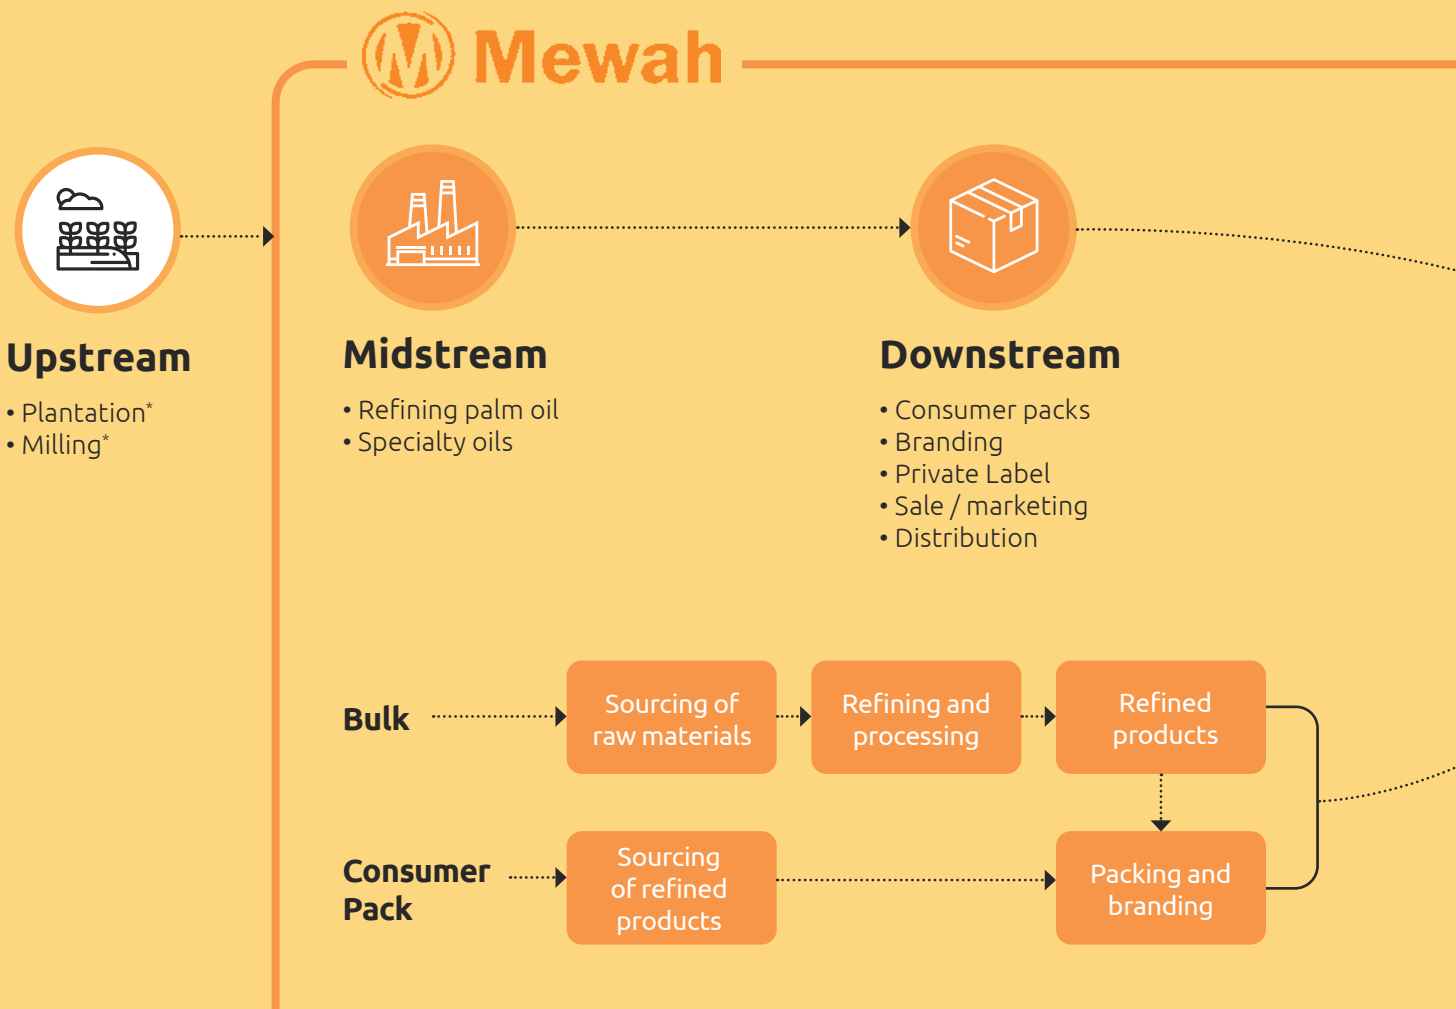 Mewah
Upstream
• Plantation*
• Milling*
Midstream
• Refining palm oil
• Specialty oils
Downstream
• Consumer packs
• Branding
• Private Label
• Sale / marketing
• Distribution
Bulk
Sourcing of
raw materials
Refining and
processing
Refined
products
Consumer
Pack
Sourcing
of refined
products
Packing and
branding